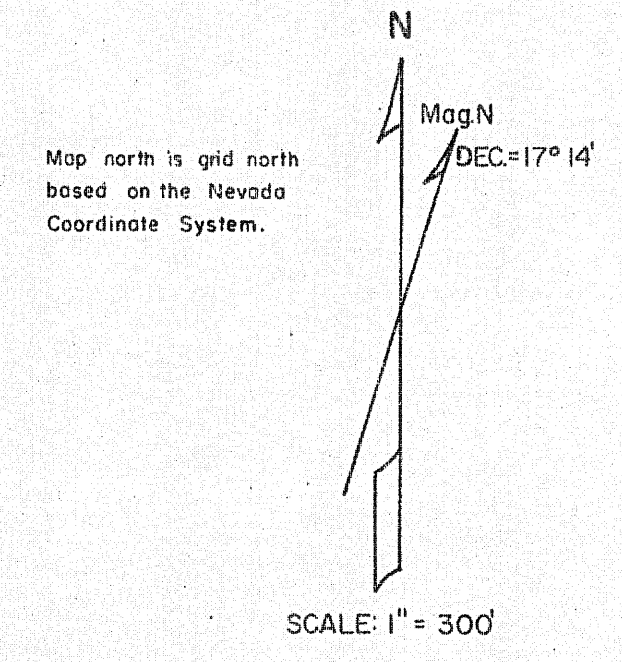 N
Mag.N
DEC.=17° 14'
Map north is grid north
based on the Nevada
Coordinate System.
SCALE: 1" = 300'